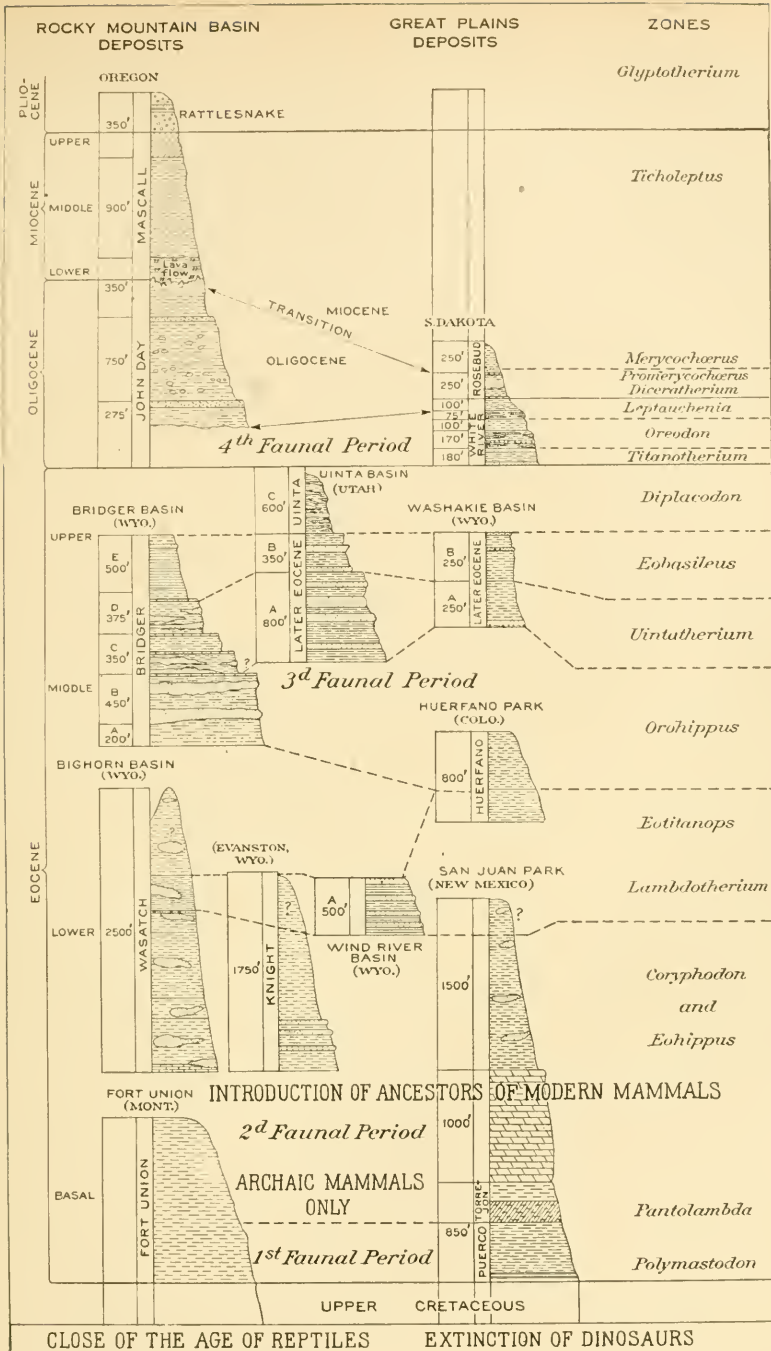 ROCKY MOUNTAIN BASIN
DEPOSITS
GREAT PLAINS
DEPOSITS
ZONES
PLIO-
CENE
OREGON
350'
RATTLESNAKE
Glyptotherium
UPPER
MIOCENE
MIDDLE
900'
MASCALL
Ticholeptus
LOWER
Lava
flow
350'
TRANSITION
MIOCENE
OLIGOCENE
OLIGOCENE
750'
JOHN DAY
275'
4th Faunal Period
S.DAKOTA
250'
ROSEBUD
250'
100'
75'
100'
170'
180'
WHITE
RIVER
Merycochœrus
Promerycochœrus
Diceratherium
Leptauchenia
Oreodon
Titanotherium
EOCENE
UINTA BASIN
(UTAH)
C
600'
UINTA
B
350'
A
800'
LATER EOCENE
BRIDGER BASIN
(WYO.)
UPPER
E
500'
D
375'
C
350'
MIDDLE
B
450'
A
200'
BRIDGER
?
WASHAKIE BASIN
(WYO.)
B
250'
A
250'
LATER EOCENE
Diplacodon
Eobasileus
Uintatherium
3d Faunal Period
HUERFANO PARK
(COLO.)
800'
HUERFANO
Orohippus
BIGHORN BASIN
(WYO.)
?
LOWER
2500'
WASATCH
(EVANSTON,
WYO.)
?
1750'
KNIGHT
A
500'
WIND RIVER
BASIN
(WYO.)
SAN JUAN PARK
(NEW MEXICO)
?
1500'
Eotitanops
Lambdotherium
Coryphodon
and
Eohippus
INTRODUCTION OF ANCESTORS OF MODERN MAMMALS
FORT UNION
(MONT.)
2d Faunal Period
1000'
BASAL
FORT UNION
ARCHAIC MAMMALS
ONLY
TORRE-
JON
850'
PUERCO
Pantolambda
1st Faunal Period
Polymastodon
UPPER CRETACEOUS
CLOSE OF THE AGE OF REPTILES EXTINCTION OF DINOSAURS